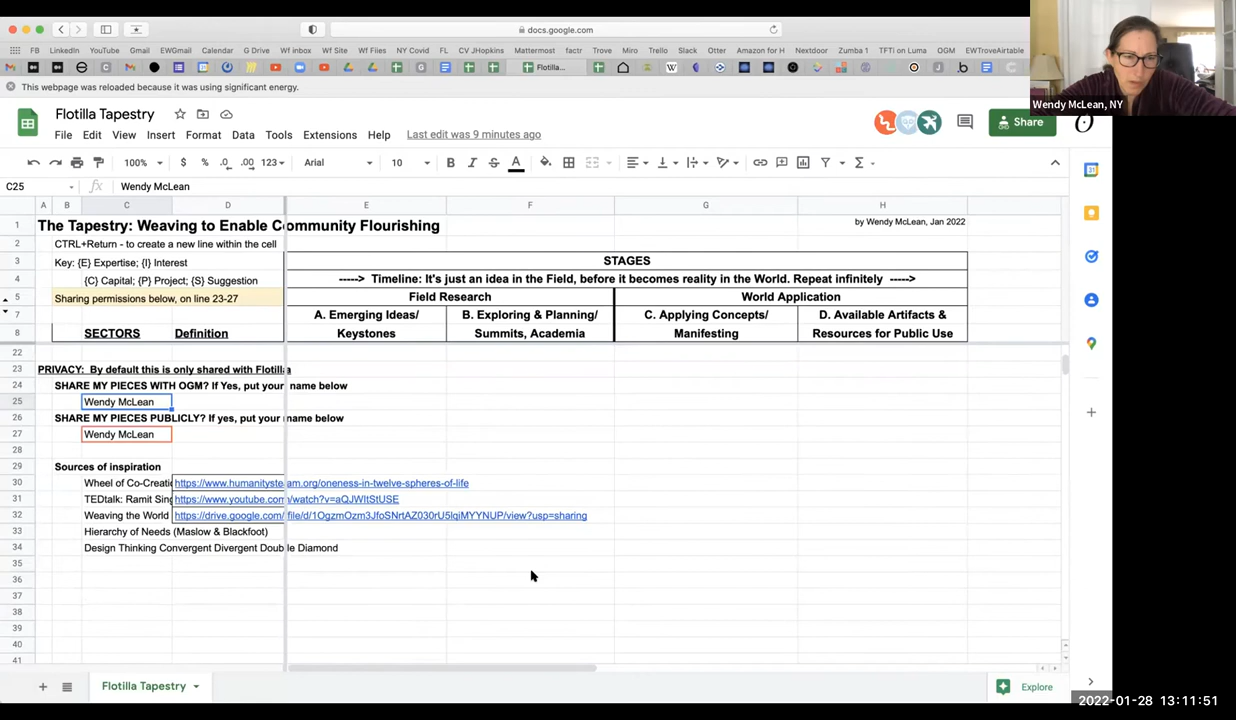 docs.google.com
FB LinkedIn YouTube Gmail EWGmail Calendar G Drive Wf inbox Wf Site Wf Files NY Covid FL CV JHopkins Mattermost factr Trove Miro Trello Slack Otter Amazon for H Nextdoor Zumba 1 TFTi on Luma OGM EWTroveAirtable
Flotilla...
This webpage was reloaded because it was using significant energy.
Wendy McLean, NY
Flotilla Tapestry
Share
File Edit View Insert Format Data Tools Extensions Help Last edit was 9 minutes ago
100% $ % .0 .00 123 Arial 10 B I S A
C25 fx Wendy McLean
A B C D E F G H
1 The Tapestry: Weaving to Enable Community Flourishing by Wendy McLean, Jan 2022
2 CTRL+Return - to create a new line within the cell
3 Key: {E} Expertise; {I} Interest STAGES
4 {C} Capital; {P} Project; {S} Suggestion -----> Timeline: It's just an idea in the Field, before it becomes reality in the World. Repeat infinitely ----->
5 Sharing permissions below, on line 23-27 Field Research World Application
7 A. Emerging Ideas/ B. Exploring & Planning/ C. Applying Concepts/ D. Available Artifacts &
8 SECTORS Definition Keystones Summits, Academia Manifesting Resources for Public Use
22
23 PRIVACY: By default this is only shared with Flotilla
24 SHARE MY PIECES WITH OGM? If Yes, put your name below
25 Wendy McLean
26 SHARE MY PIECES PUBLICLY? If yes, put your name below
27 Wendy McLean
28
29 Sources of inspiration
30 Wheel of Co-Creatio https://www.humanitysteam.org/oneness-in-twelve-spheres-of-life
31 TEDtalk: Ramit Sing https://www.youtube.com/watch?v=aQJWItStUSE
32 Weaving the World https://drive.google.com/file/d/1OgzmOzm3JfoSNrtAZ030rU5lqiMYYNUP/view?usp=sharing
33 Hierarchy of Needs (Maslow & Blackfoot)
34 Design Thinking Convergent Divergent Double Diamond
35
36
37
38
39
40
41
Flotilla Tapestry
Explore
2022-01-28 13:11:51